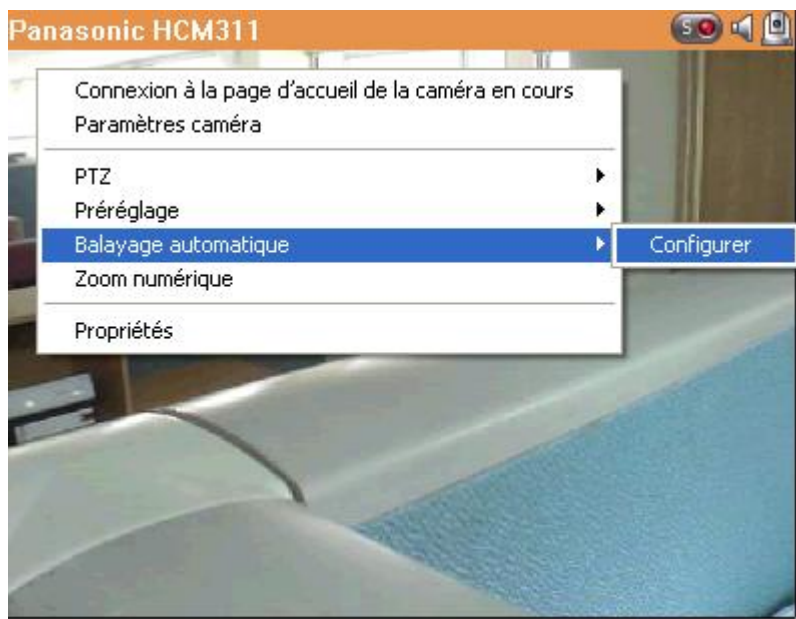 Panasonic HCM311
S
Connexion à la page d'accueil de la caméra en cours
Paramètres caméra
PTZ
Préréglage
Balayage automatique
Configurer
Zoom numérique
Propriétés